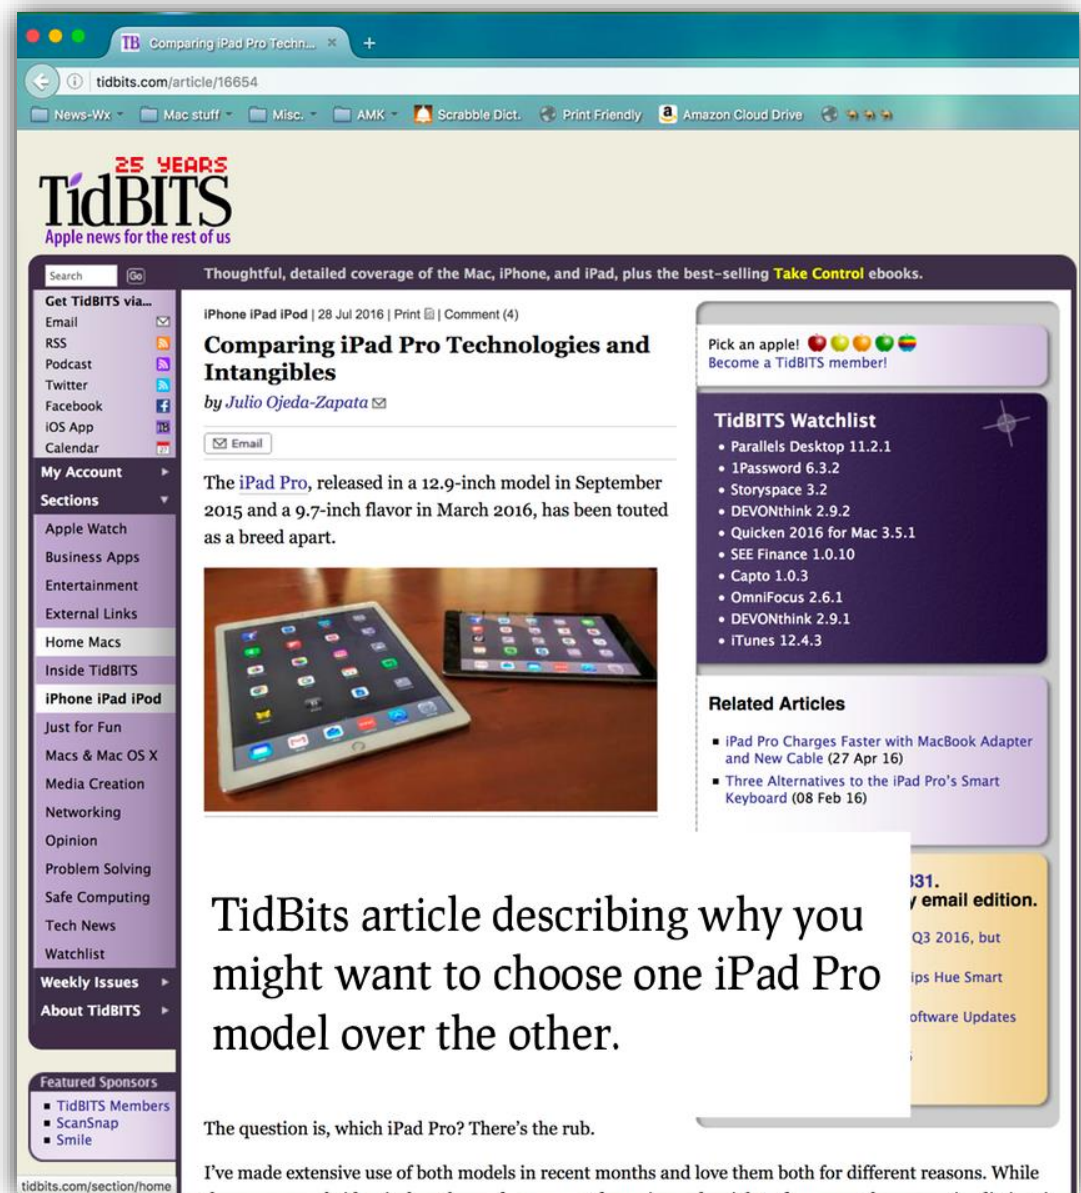 TB Comparing iPad Pro Techn... × +
tidbits.com/article/16654
News-Wx Mac stuff Misc. AMK Scrabble Dict. Print Friendly Amazon Cloud Drive
25 YEARS
TidBITS
Apple news for the rest of us
Search Go
Thoughtful, detailed coverage of the Mac, iPhone, and iPad, plus the best-selling Take Control ebooks.
Get TidBITS via...
Email
RSS
Podcast
Twitter
Facebook
iOS App
Calendar
My Account
Sections
Apple Watch
Business Apps
Entertainment
External Links
Home Macs
Inside TidBITS
iPhone iPad iPod
Just for Fun
Macs & Mac OS X
Media Creation
Networking
Opinion
Problem Solving
Safe Computing
Tech News
Watchlist
Weekly Issues
About TidBITS
Featured Sponsors
TidBITS Members
ScanSnap
Smile
tidbits.com/section/home
iPhone iPad iPod | 28 Jul 2016 | Print | Comment (4)
Comparing iPad Pro Technologies and
Intangibles
by Julio Ojeda-Zapata
Email
The iPad Pro, released in a 12.9-inch model in September
2015 and a 9.7-inch flavor in March 2016, has been touted
as a breed apart.
TidBits article describing why you
might want to choose one iPad Pro
model over the other.
The question is, which iPad Pro? There's the rub.
I've made extensive use of both models in recent months and love them both for different reasons. While
Pick an apple!
Become a TidBITS member!
TidBITS Watchlist
• Parallels Desktop 11.2.1
• 1Password 6.3.2
• Storyspace 3.2
• DEVONthink 2.9.2
• Quicken 2016 for Mac 3.5.1
• SEE Finance 1.0.10
• Capto 1.0.3
• OmniFocus 2.6.1
• DEVONthink 2.9.1
• iTunes 12.4.3
Related Articles
iPad Pro Charges Faster with MacBook Adapter
and New Cable (27 Apr 16)
Three Alternatives to the iPad Pro's Smart
Keyboard (08 Feb 16)
331.
y email edition.
Q3 2016, but
ips Hue Smart
oftware Updates